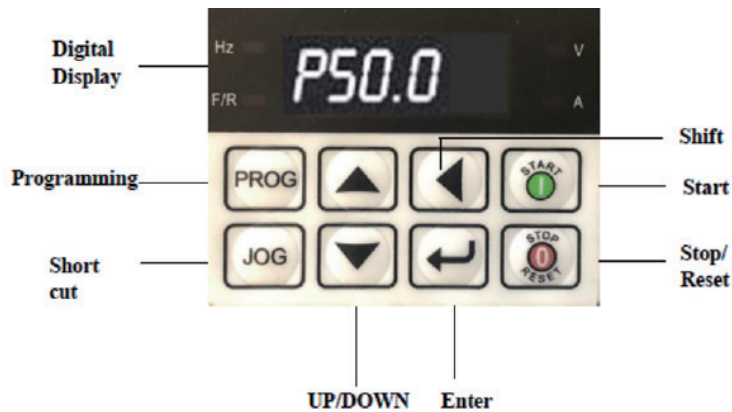 Digital
Display
Hz
V
P50.0
F/R
A
Shift
Programming
PROG
START
Start
Short
cut
JOG
STOP
0
RESET
Stop/
Reset
UP/DOWN
Enter